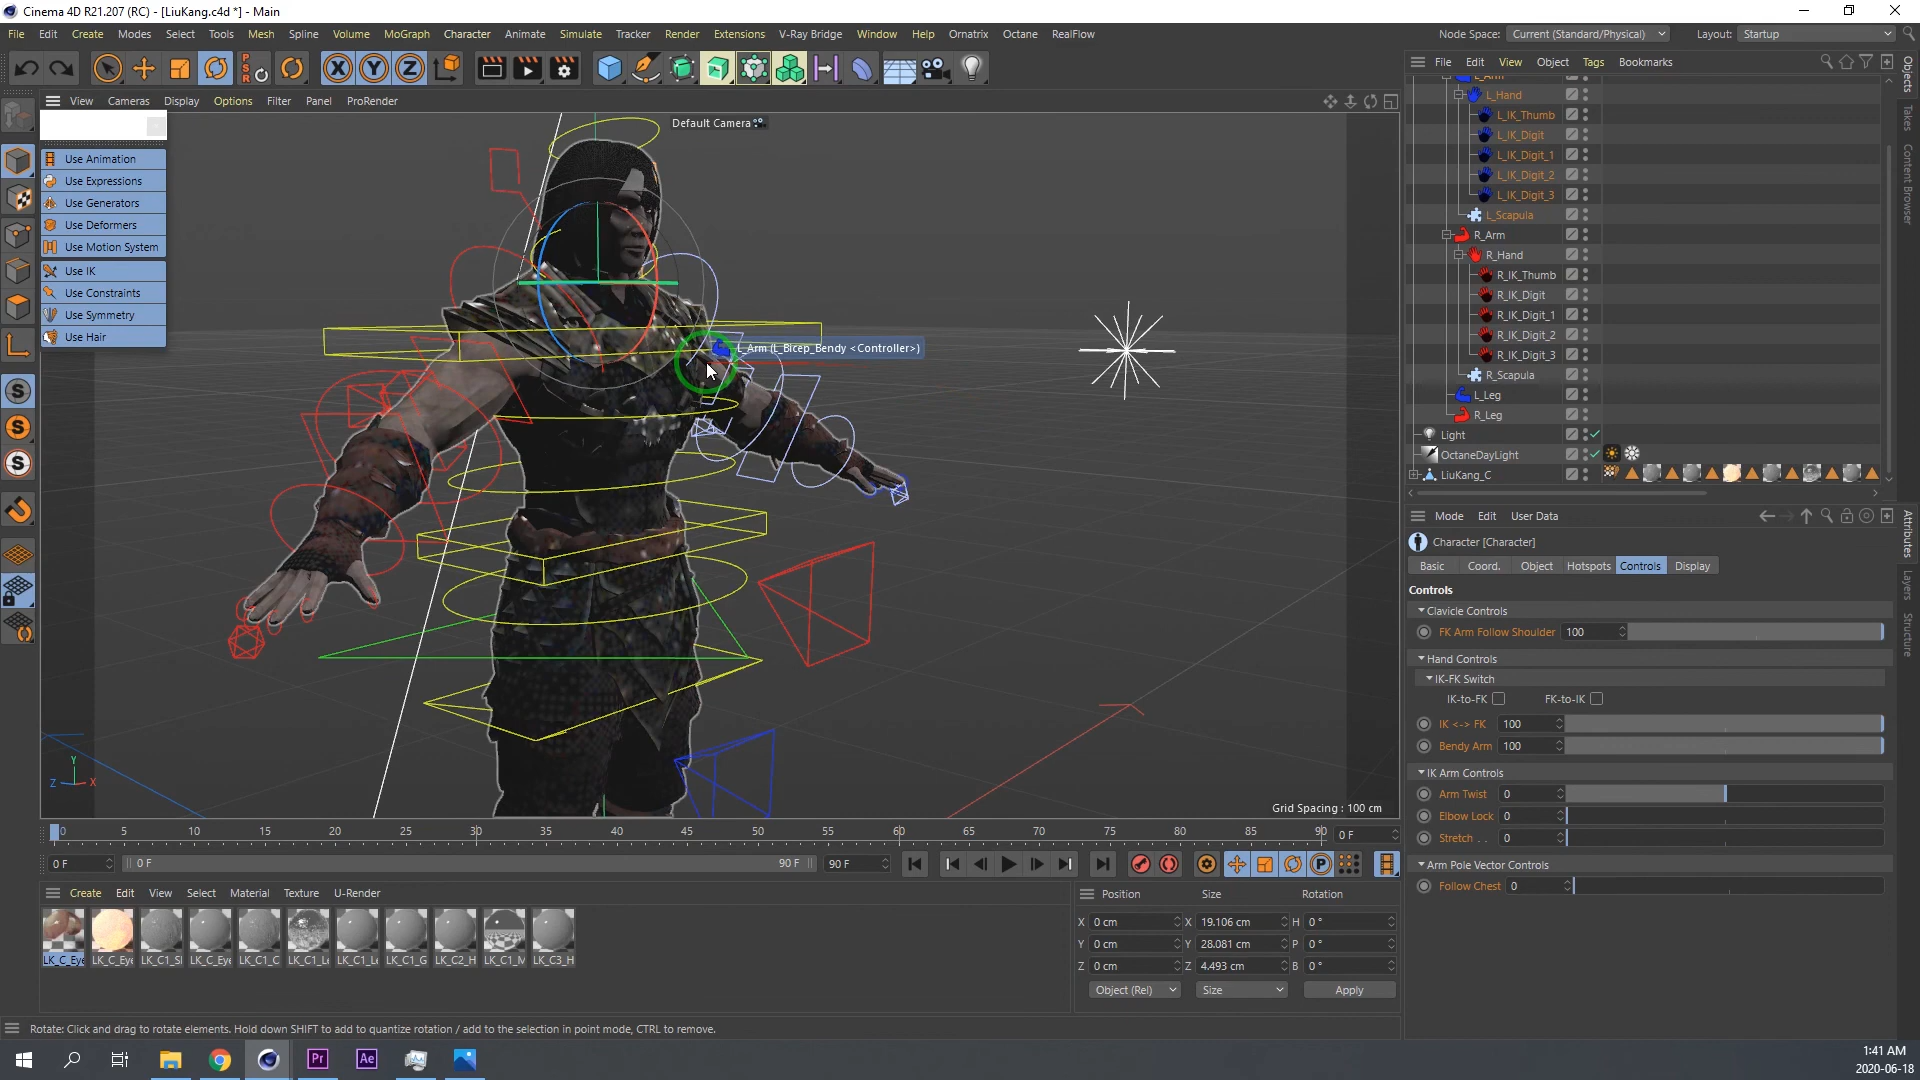 Cinema 4D R21.207 (RC) - [LiuKang.c4d *] - Main
File Edit Create Modes Select Tools Mesh Spline Volume MoGraph Character Animate Simulate Tracker Render Extensions V-Ray Bridge Window Help Ornatrix Octane RealFlow
Node Space: Current (Standard/Physical) Layout: Startup
P S R X Y Z
File Edit View Object Tags Bookmarks
View Cameras Display Options Filter Panel ProRender
Default Camera
Use Animation
Use Expressions
Use Generators
Use Deformers
Use Motion System
Use IK
Use Constraints
Use Symmetry
Use Hair
Arm (L_Bicep_Bendy <Controller>)
Y
Z X
Grid Spacing : 100 cm
L_Hand
L_IK_Thumb
L_IK_Digit
L_IK_Digit_1
L_IK_Digit_2
L_IK_Digit_3
L_Scapula
R_Arm
R_Hand
R_IK_Thumb
R_IK_Digit
R_IK_Digit_1
R_IK_Digit_2
R_IK_Digit_3
R_Scapula
L_Leg
R_Leg
Light
OctaneDayLight
LiuKang_C
Objects
Takes
Content Browser
Attributes
Layers
Structure
Mode Edit User Data
Character [Character]
Basic Coord. Object Hotspots Controls Display
Controls
Clavicle Controls
FK Arm Follow Shoulder 100
Hand Controls
IK-FK Switch
IK-to-FK FK-to-IK
IK <-> FK 100
Bendy Arm 100
IK Arm Controls
Arm Twist 0
Elbow Lock 0
Stretch . . 0
Arm Pole Vector Controls
Follow Chest 0
0 5 10 15 20 25 30 35 40 45 50 55 60 65 70 75 80 85 90 0 F
0 F 0 F 90 F 90 F
P
Create Edit View Select Material Texture U-Render
LK_C_Eye LK_C_Eye LK_C1_Sl LK_C_Eye LK_C1_C LK_C1_Le LK_C1_Le LK_C1_G LK_C2_H LK_C1_M LK_C3_H
Position Size Rotation
X 0 cm X 19.106 cm H 0 °
Y 0 cm Y 28.081 cm P 0 °
Z 0 cm Z 4.493 cm B 0 °
Object (Rel) Size Apply
Rotate: Click and drag to rotate elements. Hold down SHIFT to add to quantize rotation / add to the selection in point mode, CTRL to remove.
Pr Ae
1:41 AM
2020-06-18